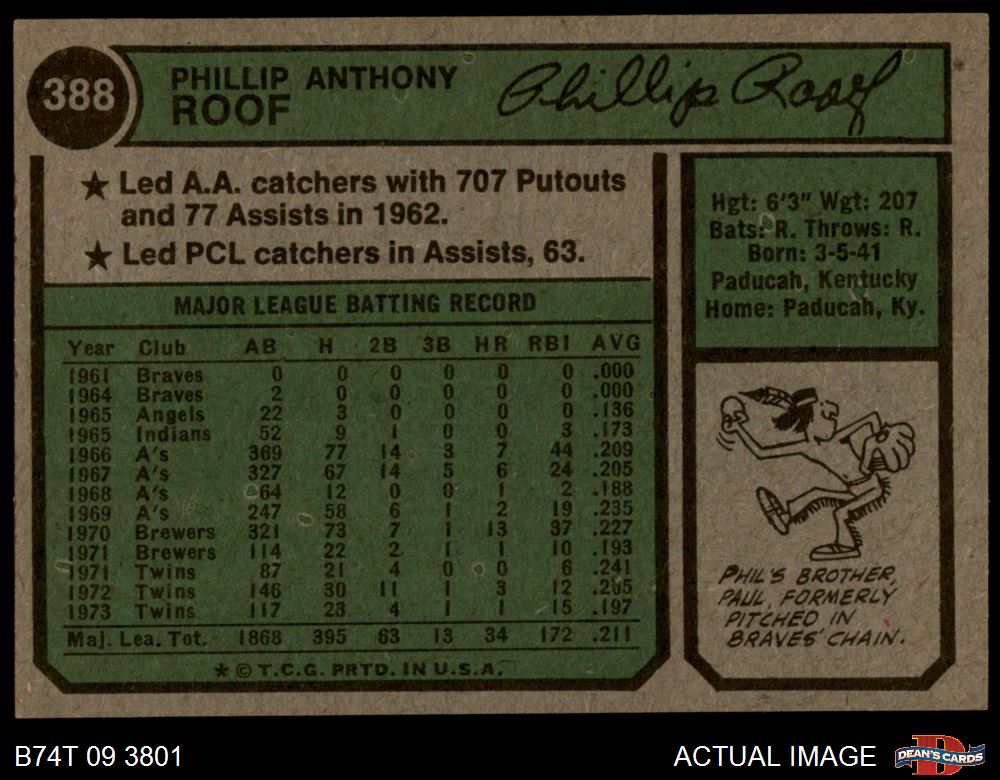 388
PHILLIP ANTHONY
ROOF
Phillip Roof
★ Led A.A. catchers with 707 Putouts
and 77 Assists in 1962.
★ Led PCL catchers in Assists, 63.
MAJOR LEAGUE BATTING RECORD
Year Club AB H 2B 3B HR RBI AVG
1961 Braves 0 0 0 0 0 0 .000
1964 Braves 2 0 0 0 0 0 .000
1965 Angels 22 3 0 0 0 0 .136
1965 Indians 52 9 1 0 0 3 .173
1966 A's 369 77 14 3 7 44 .209
1967 A's 327 67 14 5 6 24 .205
1968 A's 64 12 0 0 1 2 .188
1969 A's 247 58 6 1 2 19 .235
1970 Brewers 321 73 7 1 13 37 .227
1971 Brewers 114 22 2 1 1 10 .193
1971 Twins 87 21 4 0 0 6 .241
1972 Twins 146 30 11 1 3 12 .205
1973 Twins 117 23 4 1 1 15 .197
Maj. Lea. Tot. 1868 395 63 13 34 172 .211
★ © T.C.G. PRTD. IN U.S.A.
Hgt: 6'3" Wgt: 207
Bats: R. Throws: R.
Born: 3-5-41
Paducah, Kentucky
Home: Paducah, Ky.
PHIL'S BROTHER,
PAUL, FORMERLY
PITCHED IN
BRAVES' CHAIN.
B74T 09 3801
ACTUAL IMAGE
D
DEAN'S CARDS